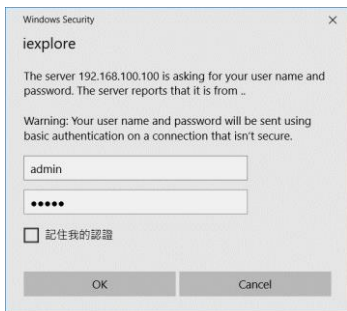 Windows Security
iexplore
The server 192.168.100.100 is asking for your user name and
password. The server reports that it is from ..
Warning: Your user name and password will be sent using
basic authentication on a connection that isn't secure.
admin
•••••
記住我的認證
OK Cancel